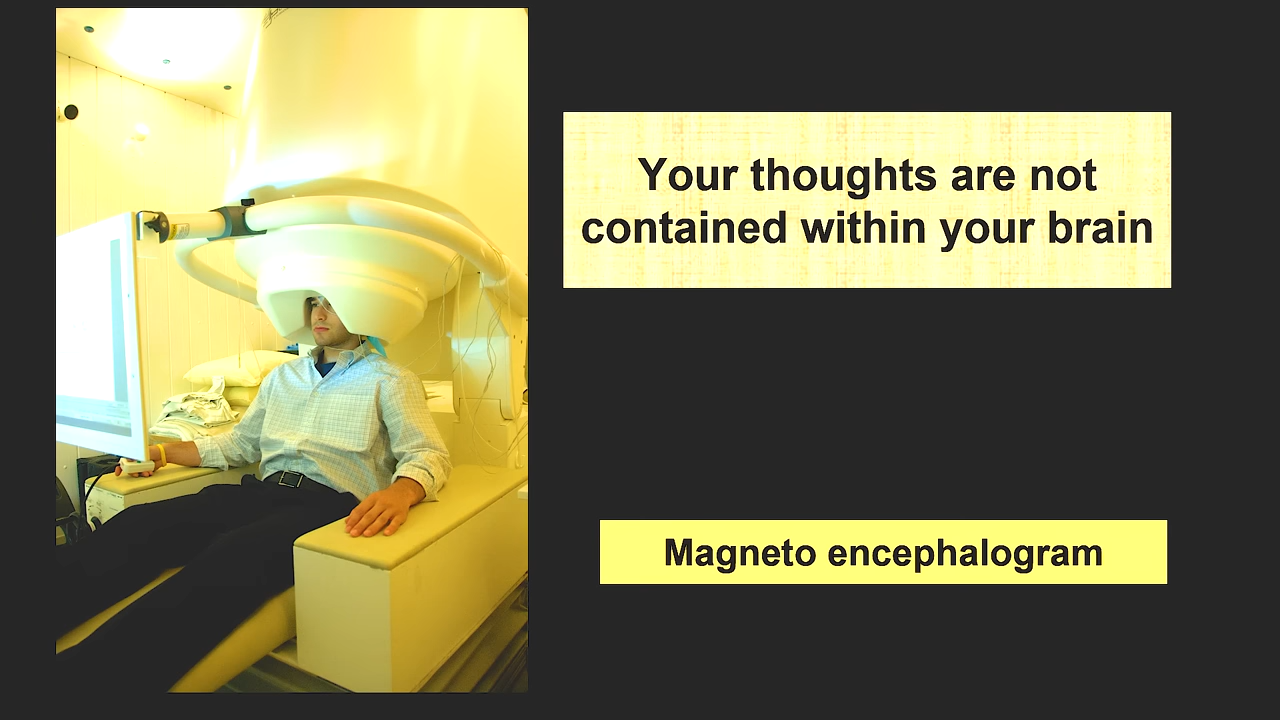 Your thoughts are not
contained within your brain
Magneto encephalogram